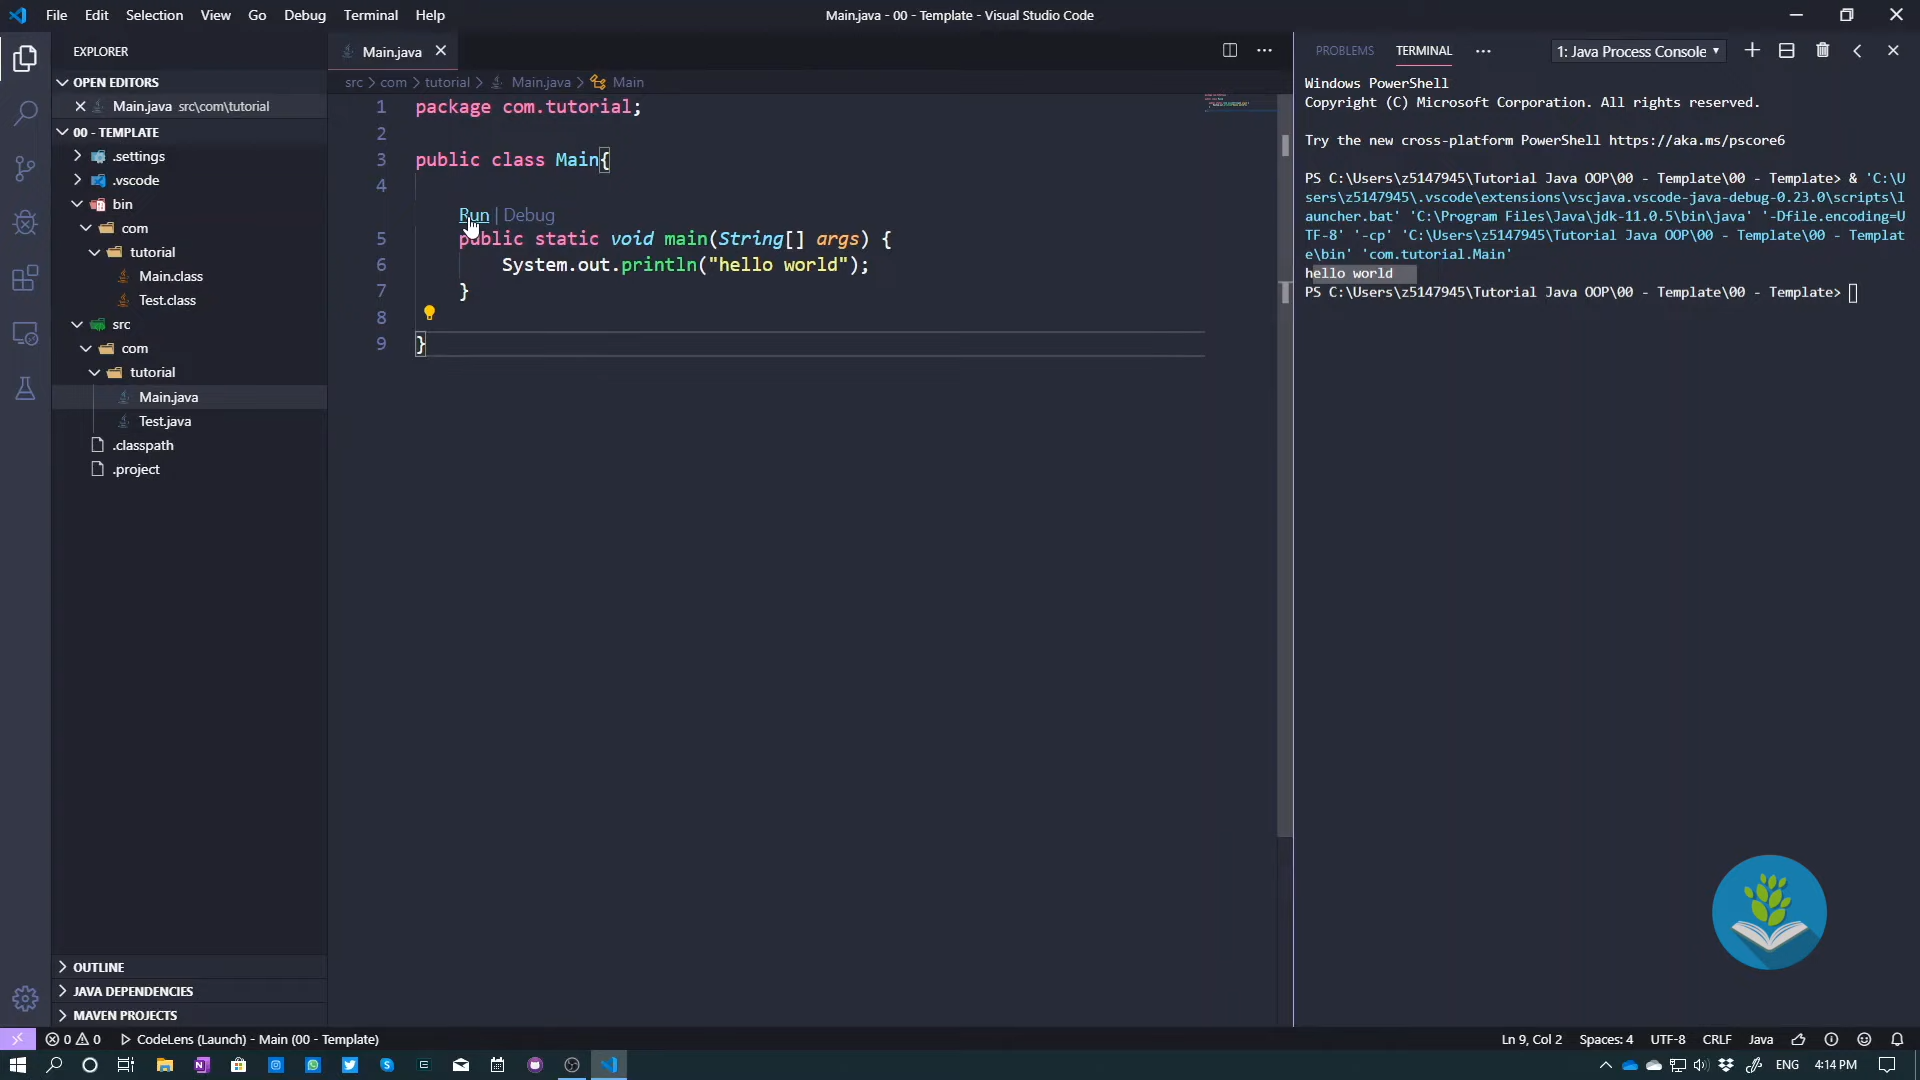 File Edit Selection View Go Debug Terminal Help
Main.java - 00 - Template - Visual Studio Code
EXPLORER
OPEN EDITORS
Main.java src\com\tutorial
00 - TEMPLATE
.settings
.vscode
bin
com
tutorial
Main.class
Test.class
src
com
tutorial
Main.java
Test.java
.classpath
.project
OUTLINE
JAVA DEPENDENCIES
MAVEN PROJECTS
Main.java
src > com > tutorial > Main.java > Main
1 package com.tutorial;
2
3 public class Main{
4
Run | Debug
5 public static void main(String[] args) {
6 System.out.println("hello world");
7 }
8
9 }
PROBLEMS TERMINAL ··· 1: Java Process Console
Windows PowerShell
Copyright (C) Microsoft Corporation. All rights reserved.
Try the new cross-platform PowerShell https://aka.ms/pscore6
PS C:\Users\z5147945\Tutorial Java OOP\00 - Template\00 - Template> & 'C:\U
sers\z5147945\.vscode\extensions\vscjava.vscode-java-debug-0.23.0\scripts\l
auncher.bat' 'C:\Program Files\Java\jdk-11.0.5\bin\java' '-Dfile.encoding=U
TF-8' '-cp' 'C:\Users\z5147945\Tutorial Java OOP\00 - Template\00 - Templat
e\bin' 'com.tutorial.Main'
hello world
PS C:\Users\z5147945\Tutorial Java OOP\00 - Template\00 - Template>
0 0 CodeLens (Launch) - Main (00 - Template)
Ln 9, Col 2 Spaces: 4 UTF-8 CRLF Java
ENG 4:14 PM